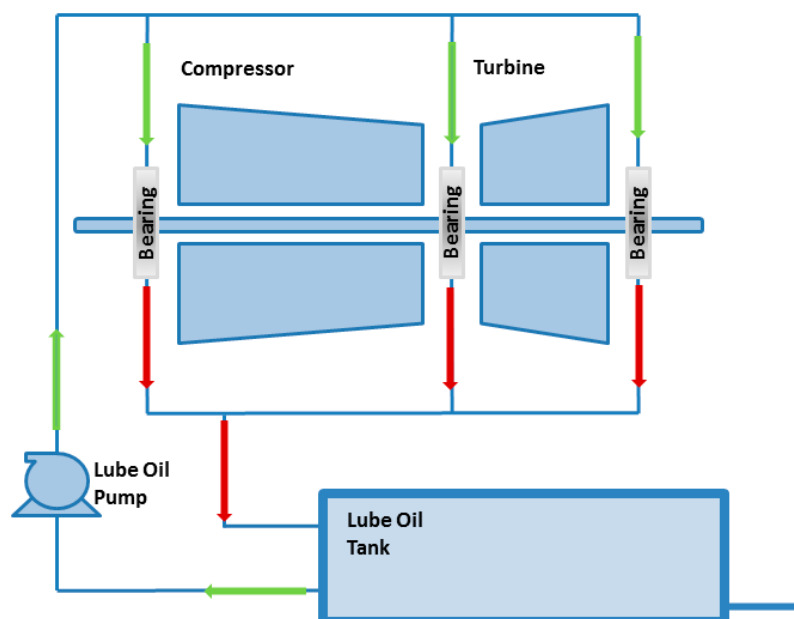 Compressor
Turbine
Bearing
Bearing
Bearing
Lube Oil
Pump
Lube Oil
Tank